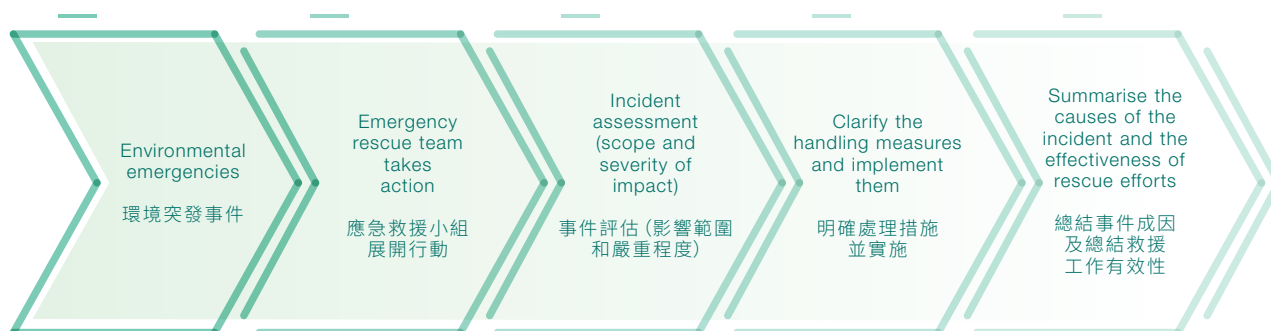 Environmental
emergencies
環境突發事件
Emergency
rescue team
takes
action
應急救援小組
展開行動
Incident
assessment
(scope and
severity of
impact)
事件評估(影響範圍
和嚴重程度)
Clarify the
handling measures
and implement
them
明確處理措施
並實施
Summarise the
causes of the
incident and the
effectiveness of
rescue efforts
總結事件成因
及總結救援
工作有效性